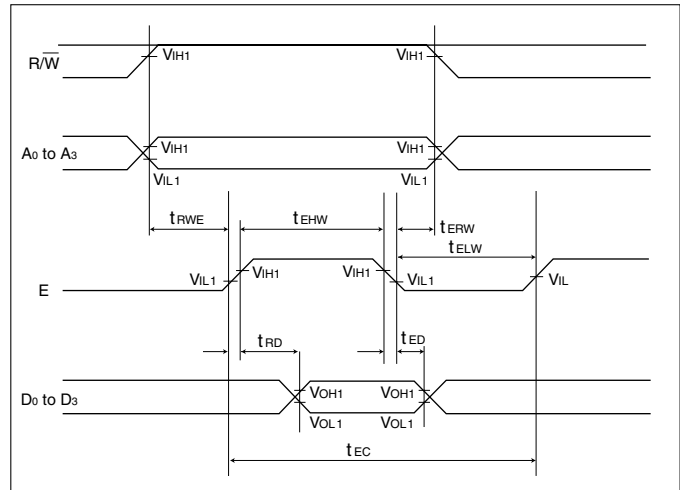 R/W̅
VIH1 VIH1
A0 to A3
VIH1 VIH1
VIL1 VIL1
tRWE tEHW tERW
tELW
E
VIL1 VIH1 VIH1 VIL1 VIL
tRD tED
D0 to D3
VOH1 VOH1
VOL1 VOL1
tEC